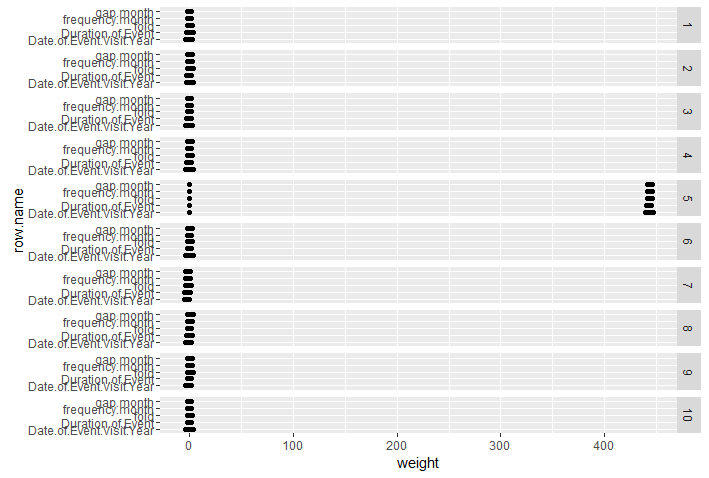 gap.month
frequency.month
fold
Duration.of.Event
Date.of.Event.visit.Year
1
gap.month
frequency.month
fold
Duration.of.Event
Date.of.Event.visit.Year
2
gap.month
frequency.month
fold
Duration.of.Event
Date.of.Event.visit.Year
3
gap.month
frequency.month
fold
Duration.of.Event
Date.of.Event.visit.Year
4
gap.month
frequency.month
fold
Duration.of.Event
Date.of.Event.visit.Year
5
gap.month
frequency.month
fold
Duration.of.Event
Date.of.Event.visit.Year
6
gap.month
frequency.month
fold
Duration.of.Event
Date.of.Event.visit.Year
7
gap.month
frequency.month
fold
Duration.of.Event
Date.of.Event.visit.Year
8
gap.month
frequency.month
fold
Duration.of.Event
Date.of.Event.visit.Year
9
gap.month
frequency.month
fold
Duration.of.Event
Date.of.Event.visit.Year
10
row.name
0 100 200 300 400
weight